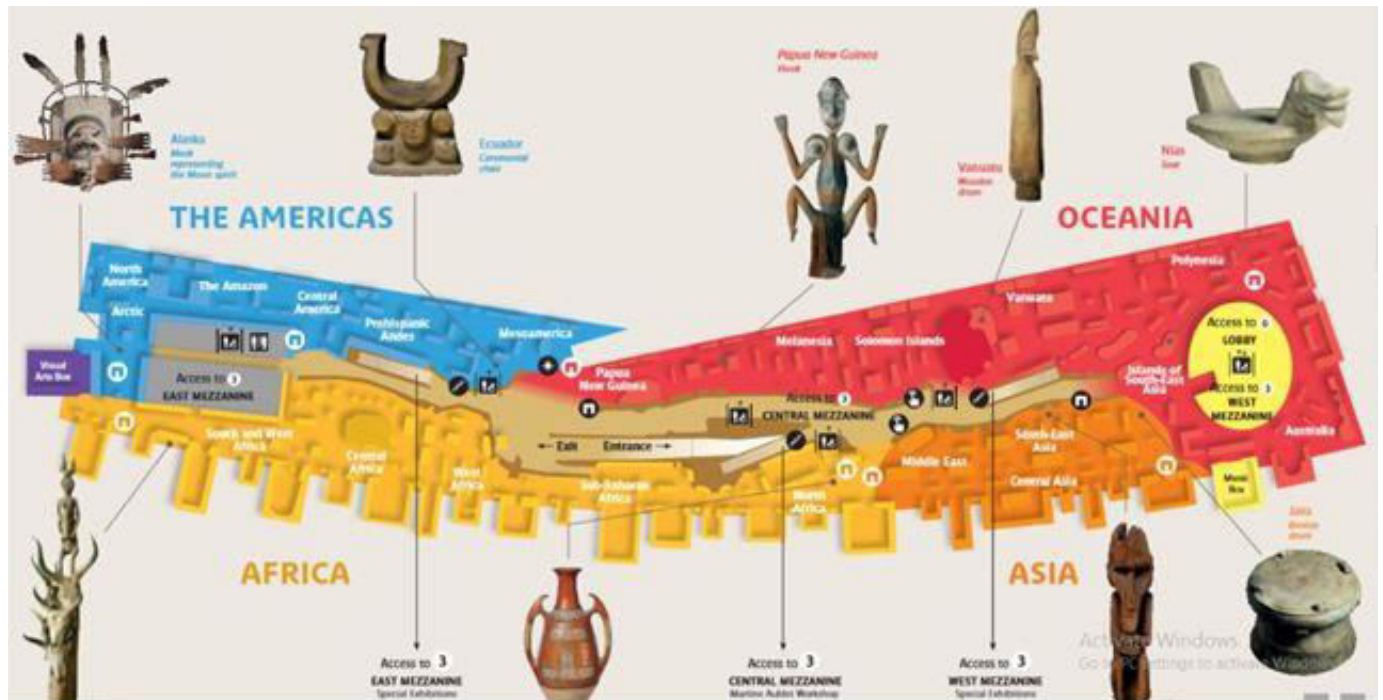 Papua New Guinea
Hook
Alaska
Mask
representing
the Moon spirit
Ecuador
Ceremonial
chair
Vanuatu
Wooden
drum
Nias
Seat
THE AMERICAS
OCEANIA
North
America
The Amazon
Central
America
Arctic
Prehispanic
Andes
Mesoamerica
Polynesia
Vanuatu
Melanesia
Solomon Islands
Papua
New Guinea
Islands of
South-East
Asia
Australia
Access to 0
LOBBY
Access to 3
WEST
MEZZANINE
Visual
Arts Box
Access to 3
EAST MEZZANINE
Access to 3
CENTRAL MEZZANINE
← Exit Entrance →
South and West
Africa
Central
Africa
West
Africa
Sub-Saharan
Africa
North
Africa
Middle East
South-East
Asia
Central Asia
Music
Box
Java
Bronze
drum
AFRICA
ASIA
Access to 3
EAST MEZZANINE
Special Exhibitions
Access to 3
CENTRAL MEZZANINE
Martine Aublet Workshop
Access to 3
WEST MEZZANINE
Special Exhibitions
Activate Windows
Go to PC settings to activate Windows